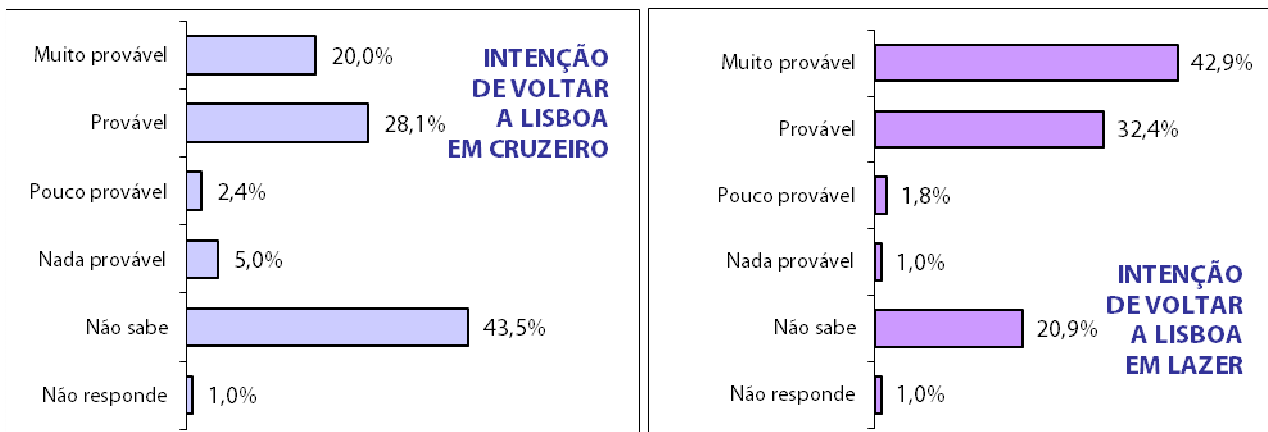 Muito provável 20,0%
Provável 28,1%
Pouco provável 2,4%
Nada provável 5,0%
Não sabe 43,5%
Não responde 1,0%
INTENÇÃO
DE VOLTAR
A LISBOA
EM CRUZEIRO
Muito provável 42,9%
Provável 32,4%
Pouco provável 1,8%
Nada provável 1,0%
Não sabe 20,9%
Não responde 1,0%
INTENÇÃO
DE VOLTAR
A LISBOA
EM LAZER